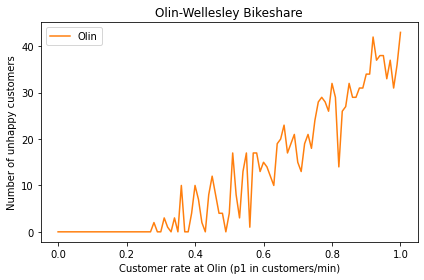 Olin-Wellesley Bikeshare
Olin
Number of unhappy customers
40
30
20
10
0
0.0 0.2 0.4 0.6 0.8 1.0
Customer rate at Olin (p1 in customers/min)